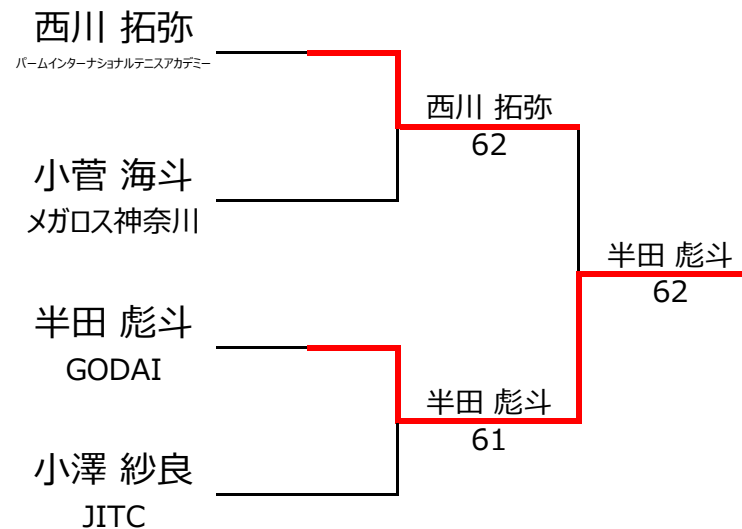 西川 拓弥
パームインターナショナルテニスアカデミー
西川 拓弥
62
小菅 海斗
メガロス神奈川
半田 彪斗
62
半田 彪斗
GODAI
半田 彪斗
61
小澤 紗良
JITC